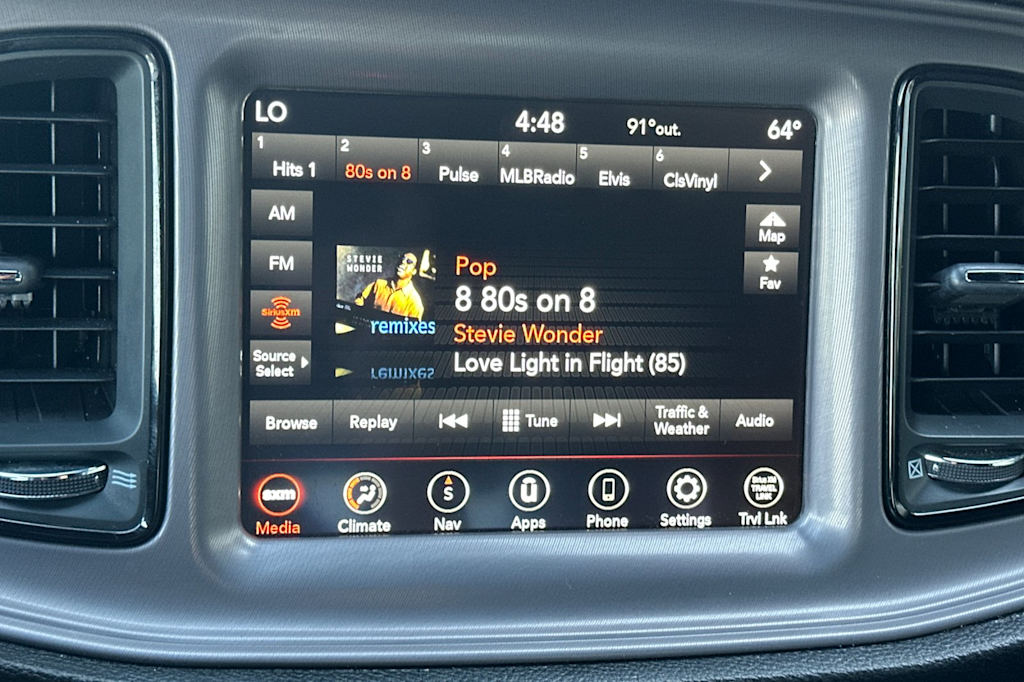 LO 4:48 91°out. 64°
1 2 3 4 5 6
Hits 1 80s on 8 Pulse MLBRadio Elvis ClsVinyl
AM
FM
SiriusXM
Source
Select
STEVIE
WONDER
remixes
Pop
8 80s on 8
Stevie Wonder
Love Light in Flight (85)
Map
Fav
Browse Replay Tune Traffic & Weather Audio
sxm
Media
Climate
S
Nav
Apps
Phone
Settings
SiriusXM
TRAVEL
LINK
Trvl Lnk